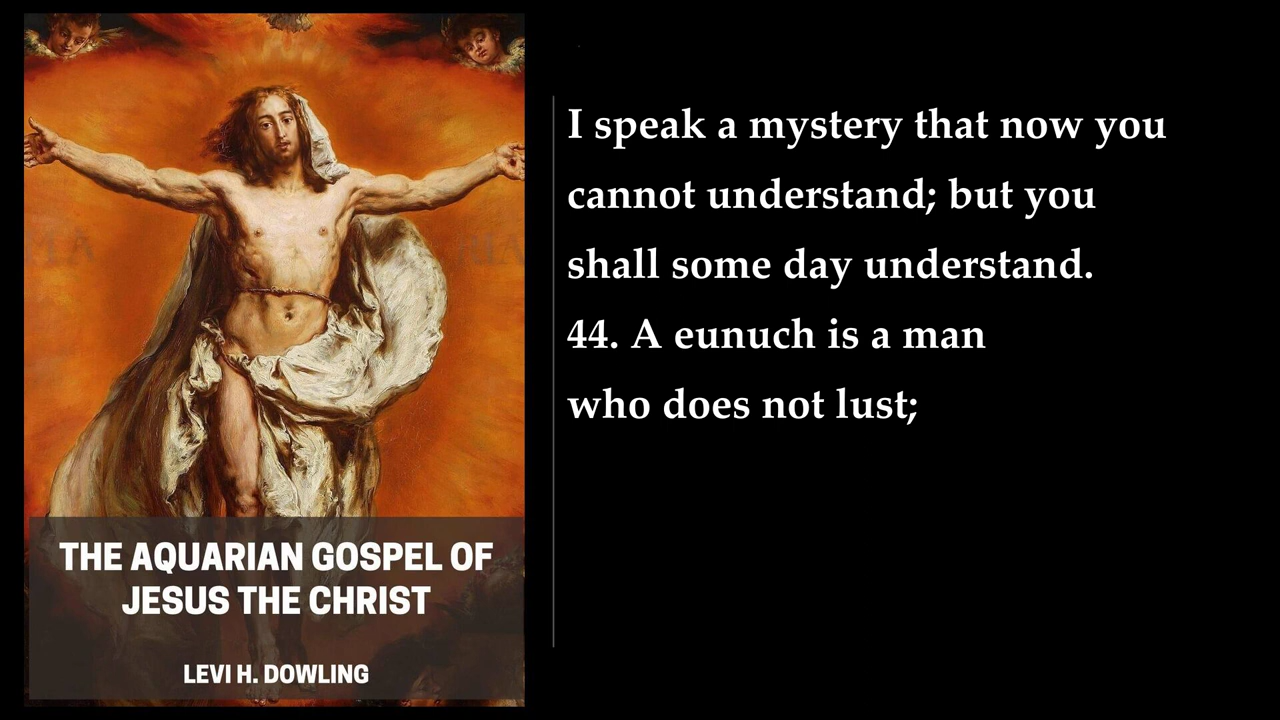 I speak a mystery that now you
cannot understand; but you
shall some day understand.
44. A eunuch is a man
who does not lust;
THE AQUARIAN GOSPEL OF
JESUS THE CHRIST
LEVI H. DOWLING